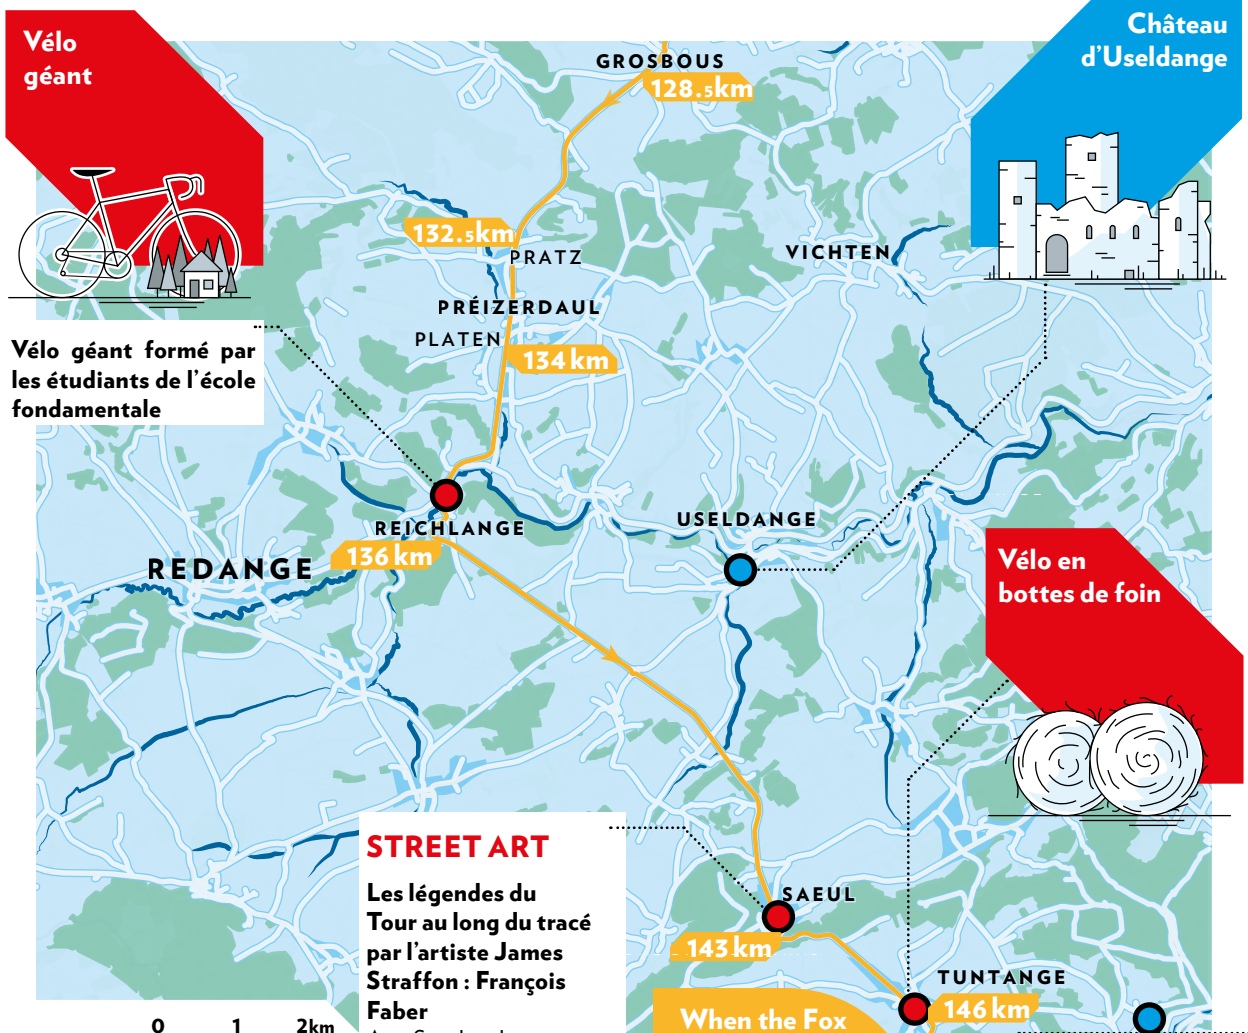 Vélo
géant
Château
d'Useldange
GROSBOUS
128.5km
132.5km
PRATZ
VICHTEN
PRÉIZERDAUL
PLATEN
134 km
Vélo géant formé par
les étudiants de l'école
fondamentale
REICHLANGE
136 km
USELDANGE
REDANGE
Vélo en
bottes de foin
STREET ART
Les légendes du
Tour au long du tracé
par l'artiste James
Straffon : François
Faber
SAEUL
143 km
TUNTANGE
146 km
When the Fox
0 1 2km